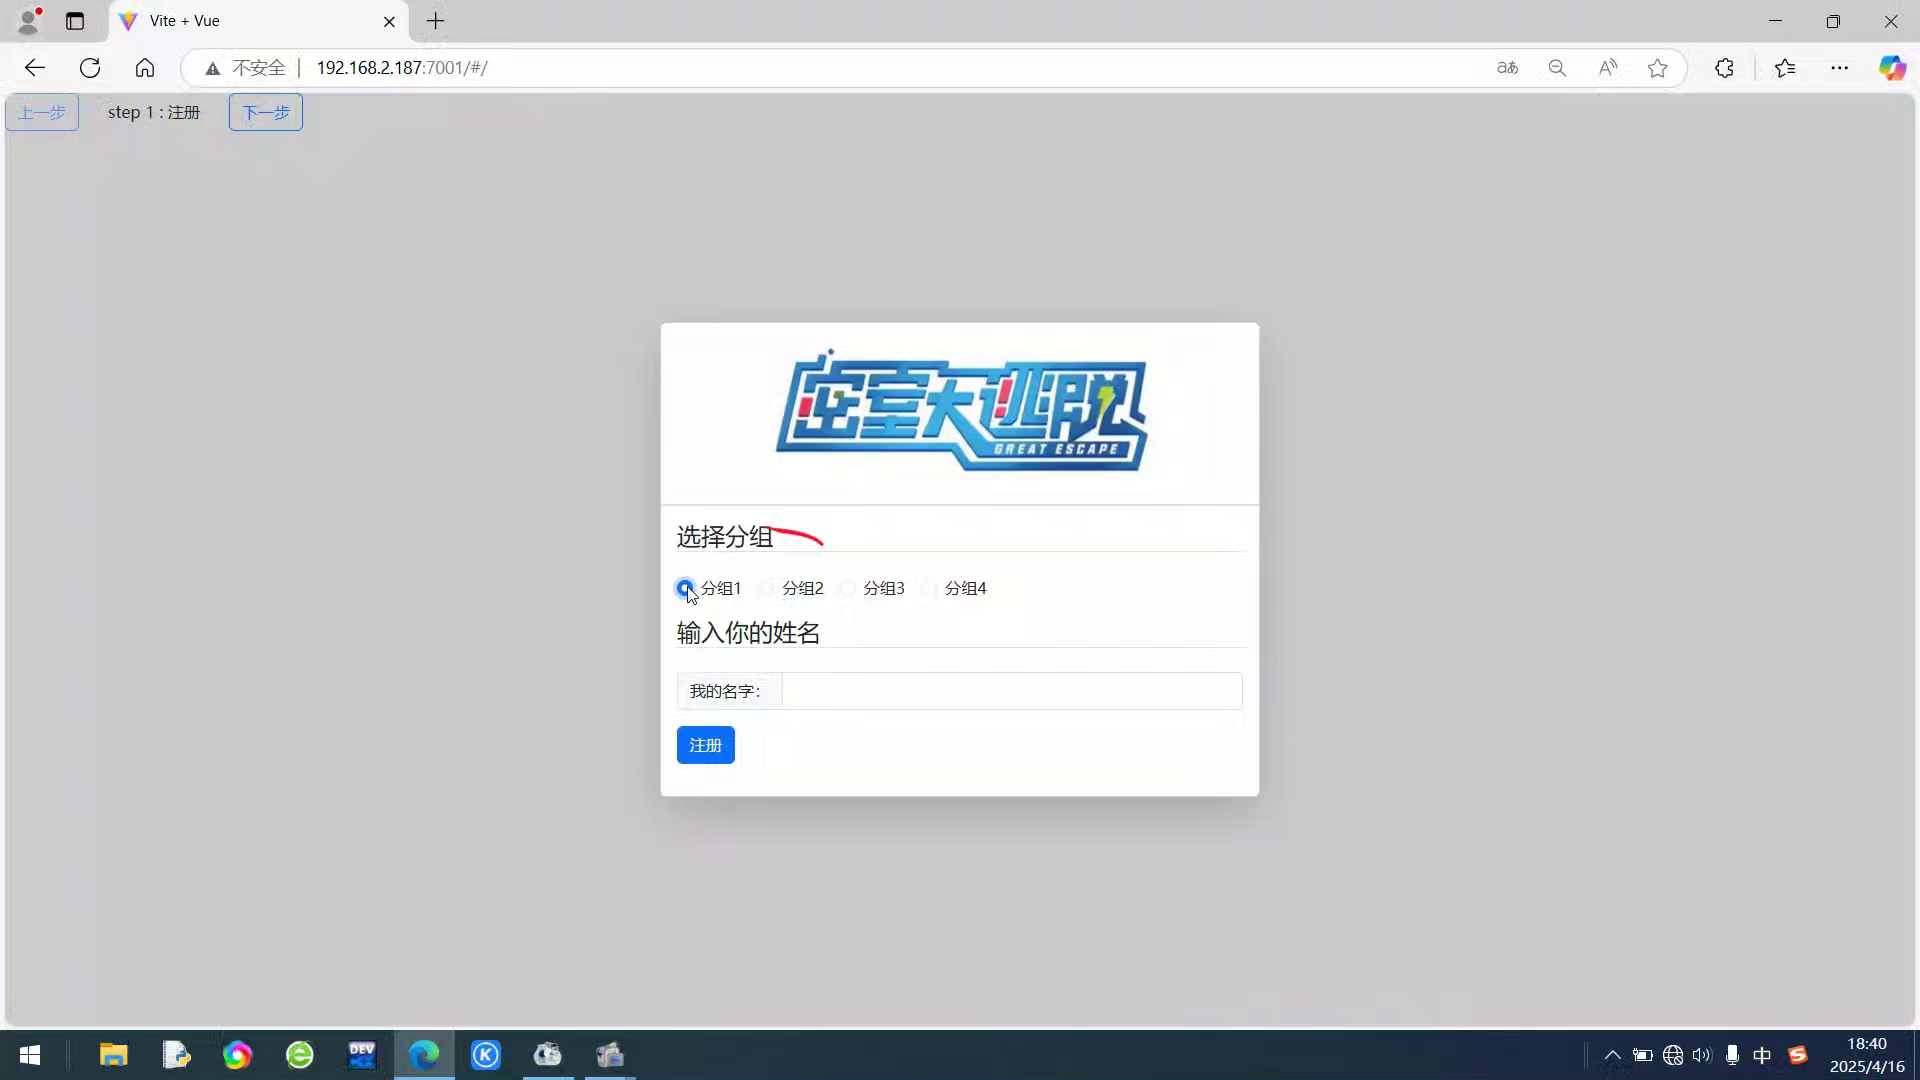 Vite + Vue
不安全 192.168.2.187:7001/#/
上一步 step 1 : 注册 下一步
密室大逃脱
GREAT ESCAPE
选择分组
分组1 分组2 分组3 分组4
输入你的姓名
我的名字：
注册
DEV
中
18:40
2025/4/16